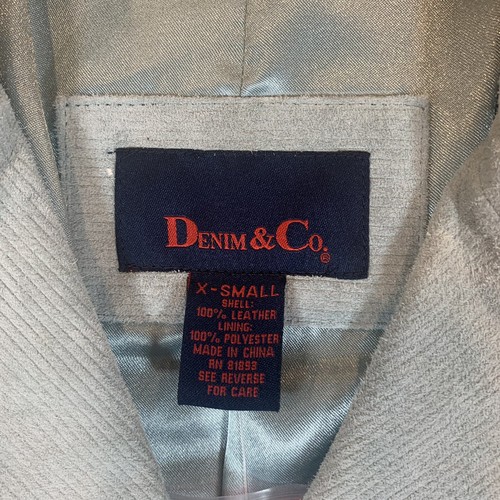 DENIM & CO.®
X-SMALL
SHELL:
100% LEATHER
LINING:
100% POLYESTER
MADE IN CHINA
RN 81898
SEE REVERSE
FOR CARE